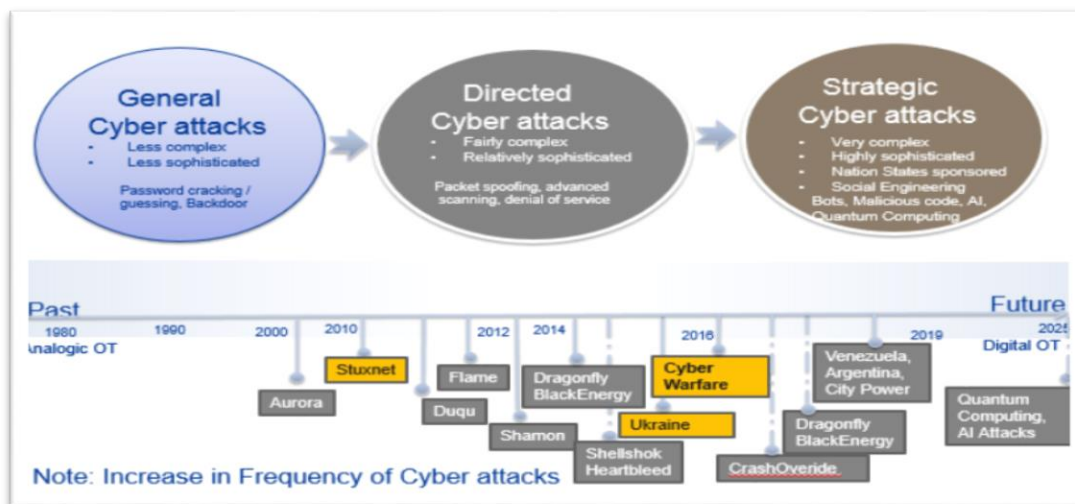 General
Cyber attacks
• Less complex
• Less sophisticated
Password cracking /
guessing, Backdoor
Directed
Cyber attacks
• Fairly complex
• Relatively sophisticated
Packet spoofing, advanced
scanning, denial of service
Strategic
Cyber attacks
• Very complex
• Highly sophisticated
• Nation States sponsored
• Social Engineering
Bots, Malicious code, AI,
Quantum Computing
Past
Future
1980
1990
2000
2010
2012
2014
2016
2019
2025
Analogic OT
Digital OT
Stuxnet
Aurora
Flame
Duqu
Shamon
Dragonfly
BlackEnergy
Shellshok
Heartbleed
Cyber
Warfare
Ukraine
CrashOveride
Dragonfly
BlackEnergy
Venezuela,
Argentina,
City Power
Quantum
Computing,
AI Attacks
Note: Increase in Frequency of Cyber attacks